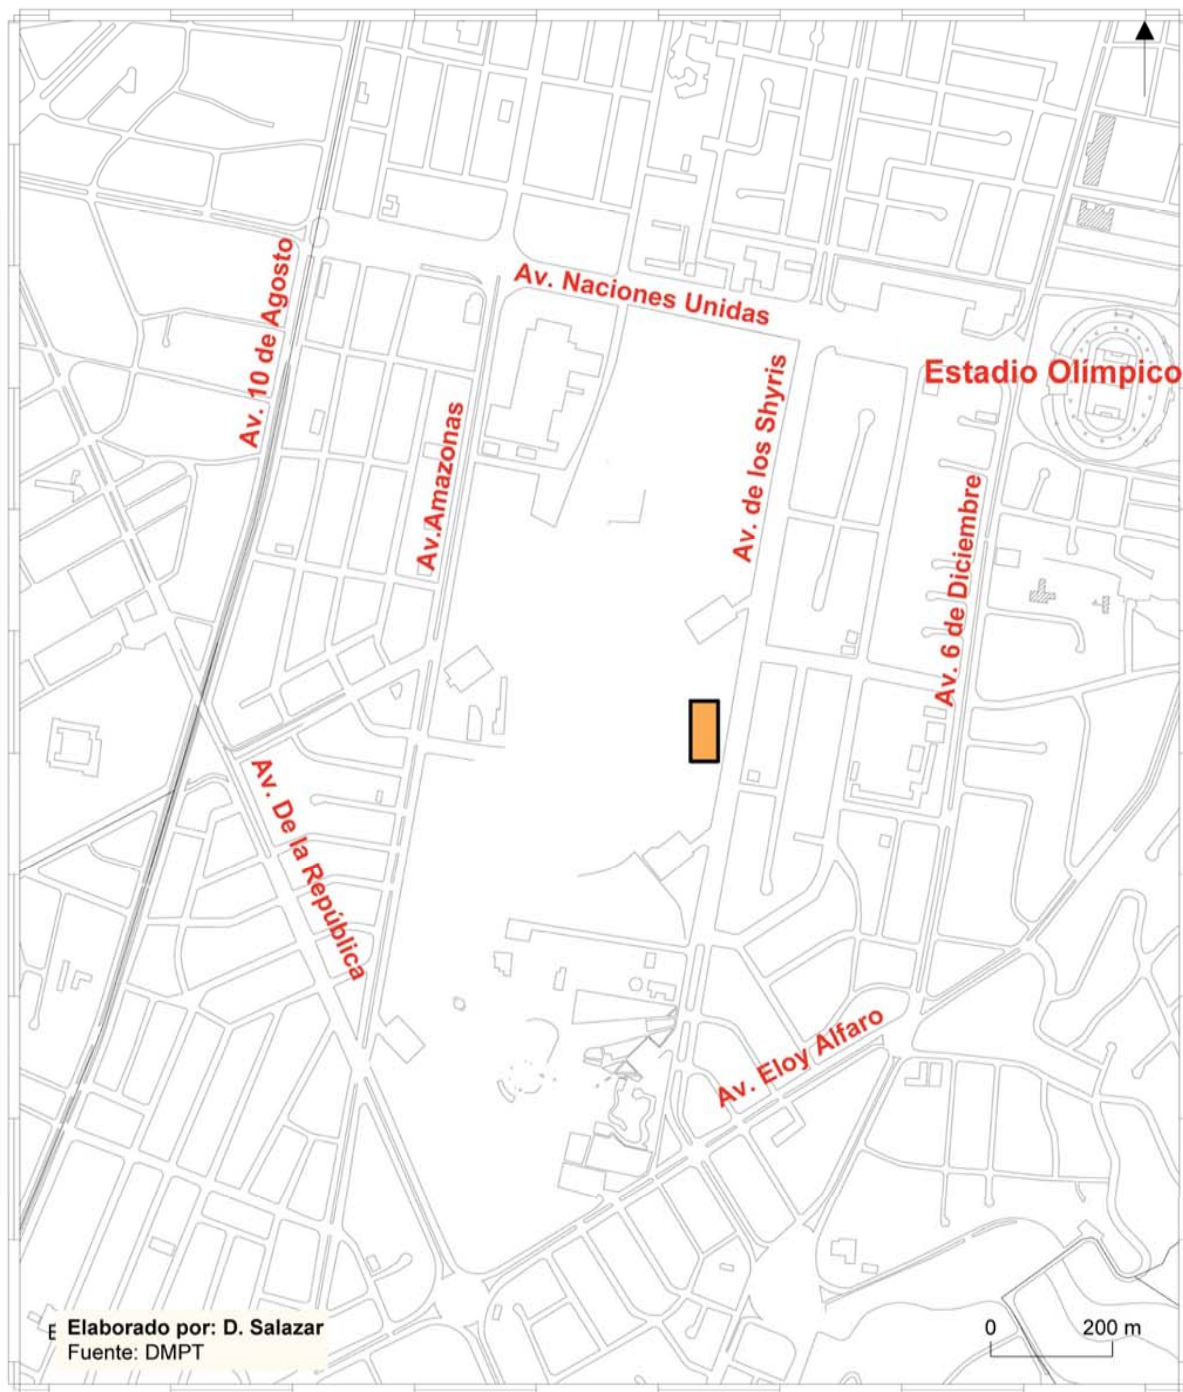 Av. 10 de Agosto
Av. Naciones Unidas
Estadio Olímpico
Av. de los Shyris
Av.Amazonas
Av. 6 de Diciembre
Av. De la República
Av. Eloy Alfaro
E
Elaborado por: D. Salazar
Fuente: DMPT
0 200 m